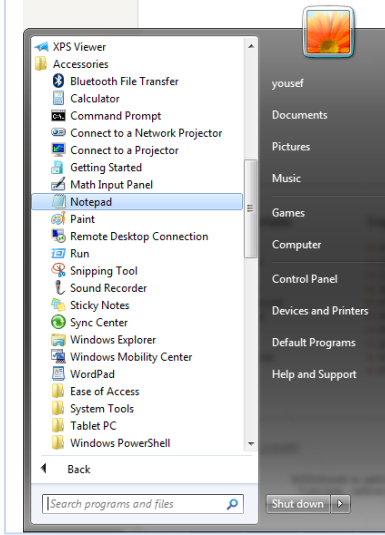 XPS Viewer
Accessories
Bluetooth File Transfer
Calculator
Command Prompt
Connect to a Network Projector
Connect to a Projector
Getting Started
Math Input Panel
Notepad
Paint
Remote Desktop Connection
Run
Snipping Tool
Sound Recorder
Sticky Notes
Sync Center
Windows Explorer
Windows Mobility Center
WordPad
Ease of Access
System Tools
Tablet PC
Windows PowerShell
Back
Search programs and files
yousef
Documents
Pictures
Music
Games
Computer
Control Panel
Devices and Printers
Default Programs
Help and Support
Shut down